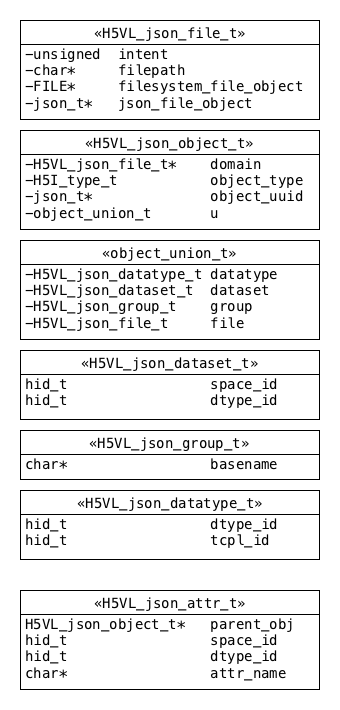 «H5VL_json_file_t»
−unsigned intent
−char* filepath
−FILE* filesystem_file_object
−json_t* json_file_object
«H5VL_json_object_t»
−H5VL_json_file_t* domain
−H5I_type_t object_type
−json_t* object_uuid
−object_union_t u
«object_union_t»
−H5VL_json_datatype_t datatype
−H5VL_json_dataset_t dataset
−H5VL_json_group_t group
−H5VL_json_file_t file
«H5VL_json_dataset_t»
hid_t space_id
hid_t dtype_id
«H5VL_json_group_t»
char* basename
«H5VL_json_datatype_t»
hid_t dtype_id
hid_t tcpl_id
«H5VL_json_attr_t»
H5VL_json_object_t* parent_obj
hid_t space_id
hid_t dtype_id
char* attr_name